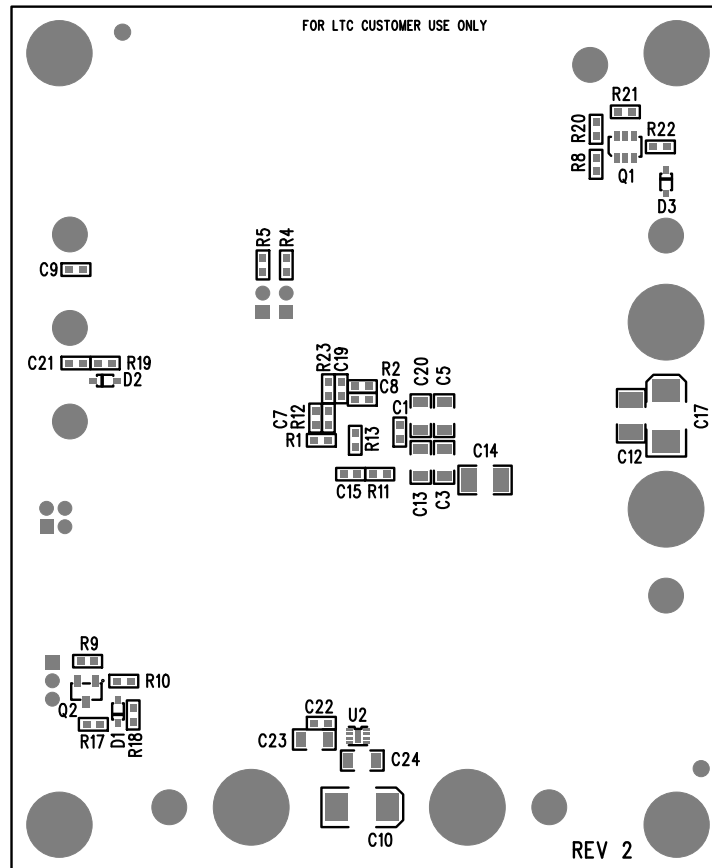 FOR LTC CUSTOMER USE ONLY
R21
R20
R22
R8
Q1
D3
R5
R4
C9
C21
R19
D2
R23
C19
R2
C8
C20
C5
C7
R12
C1
R1
R13
C17
C12
C14
C15
R11
C13
C3
R9
R10
Q2
R17
D1
R18
C22
U2
C23
C24
C10
REV 2